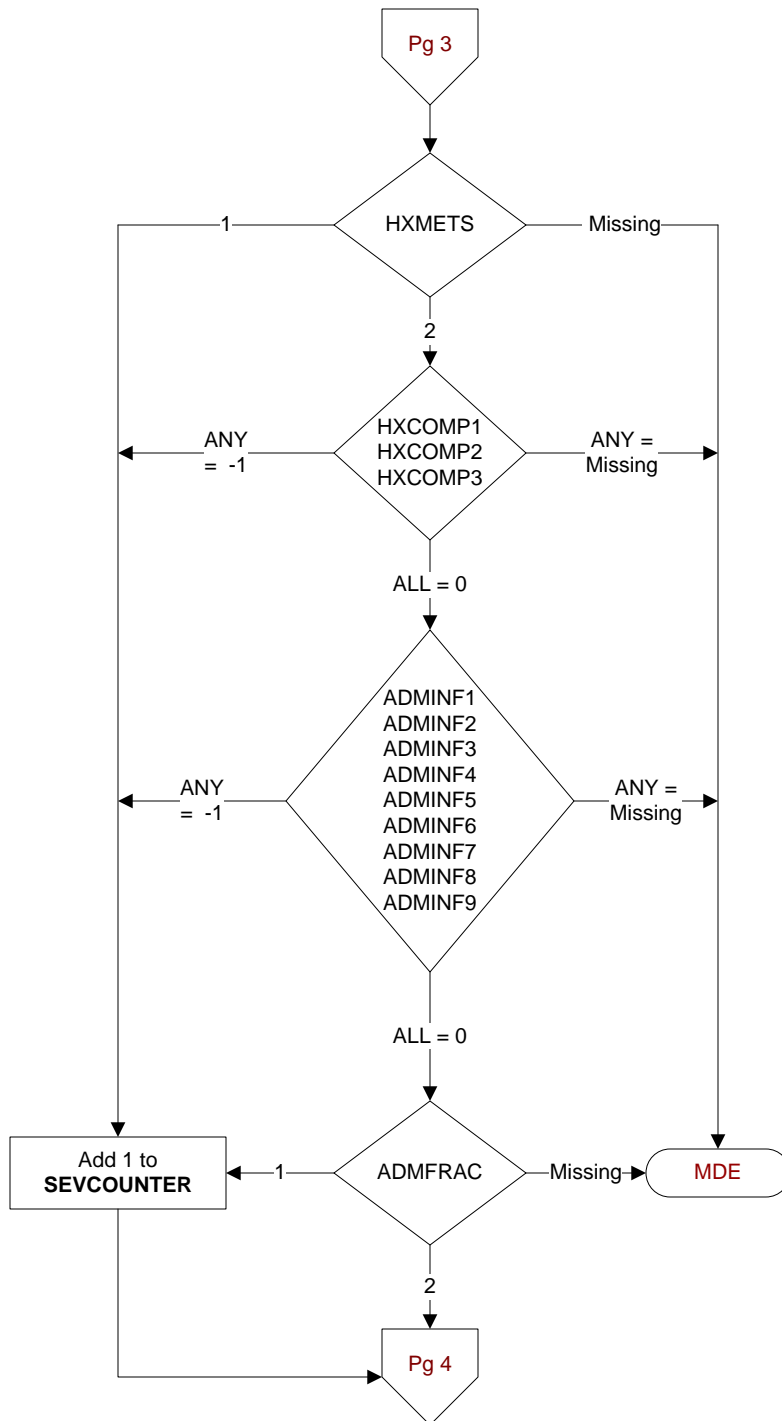 Pg 3
HXMETS
1
Missing
2
HXCOMP1
HXCOMP2
HXCOMP3
ANY
= -1
ANY =
Missing
ALL = 0
ADMINF1
ADMINF2
ADMINF3
ADMINF4
ADMINF5
ADMINF6
ADMINF7
ADMINF8
ADMINF9
ANY
= -1
ANY =
Missing
ALL = 0
Add 1 to
SEVCOUNTER
1
ADMFRAC
Missing
MDE
2
Pg 4